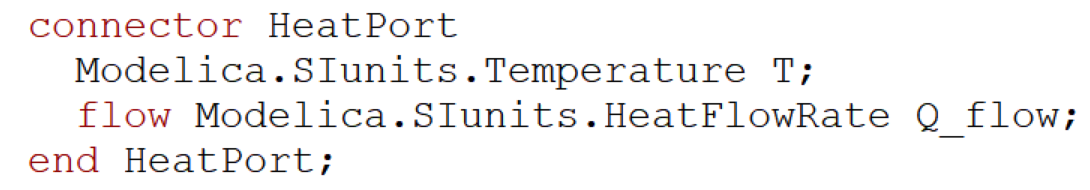 connector HeatPort
Modelica.SIunits.Temperature T;
flow Modelica.SIunits.HeatFlowRate Q_flow;
end HeatPort;